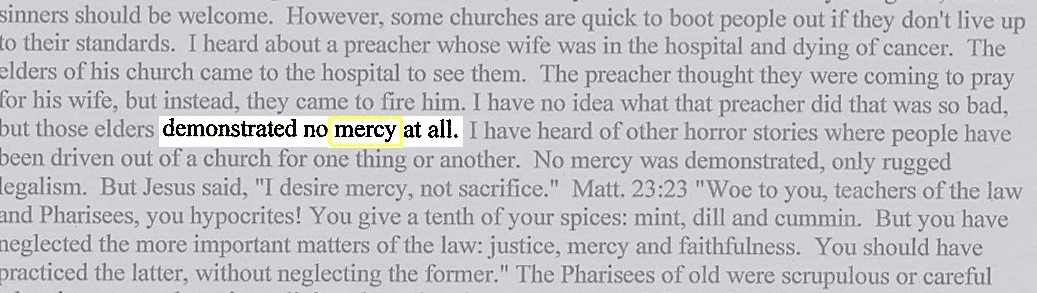 sinners should be welcome.  However, some churches are quick to boot people out if they don't live up
to their standards.  I heard about a preacher whose wife was in the hospital and dying of cancer.  The
elders of his church came to the hospital to see them.  The preacher thought they were coming to pray
for his wife, but instead, they came to fire him. I have no idea what that preacher did that was so bad,
but those elders demonstrated no mercy at all.  I have heard of other horror stories where people have
been driven out of a church for one thing or another.  No mercy was demonstrated, only rugged
legalism.  But Jesus said, "I desire mercy, not sacrifice."  Matt. 23:23 "Woe to you, teachers of the law
and Pharisees, you hypocrites! You give a tenth of your spices: mint, dill and cummin.  But you have
neglected the more important matters of the law: justice, mercy and faithfulness.  You should have
practiced the latter, without neglecting the former." The Pharisees of old were scrupulous or careful